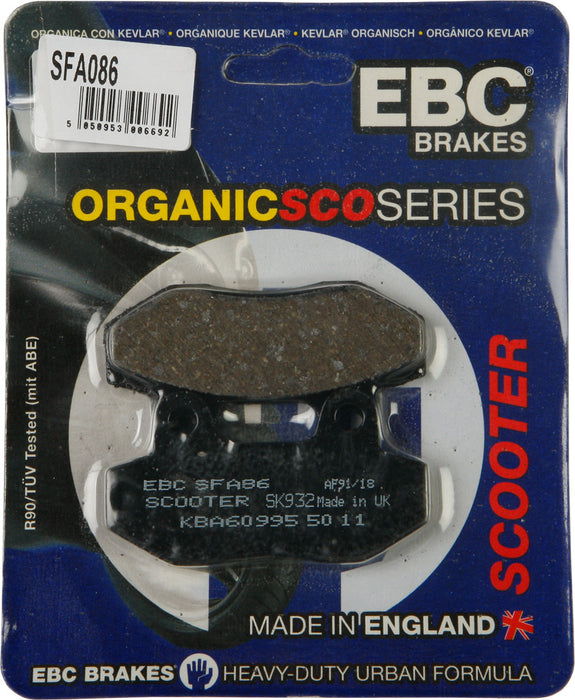 ORGANICA CON KEVLAR® • ORGANIQUE KEVLAR® • KEVLAR® ORGANISCH • ORGÂNICO KEVLAR®
SFA086
5 050953 006692
EBC®
BRAKES
ORGANICSCOSERIES
R90/TÜV Tested (mit ABE)
SCOOTER
EBC SFA86 AF91/18
SCOOTER SK932 Made in UK
KBA60995 50 11
MADE IN ENGLAND
EBC BRAKES HEAVY-DUTY URBAN FORMULA